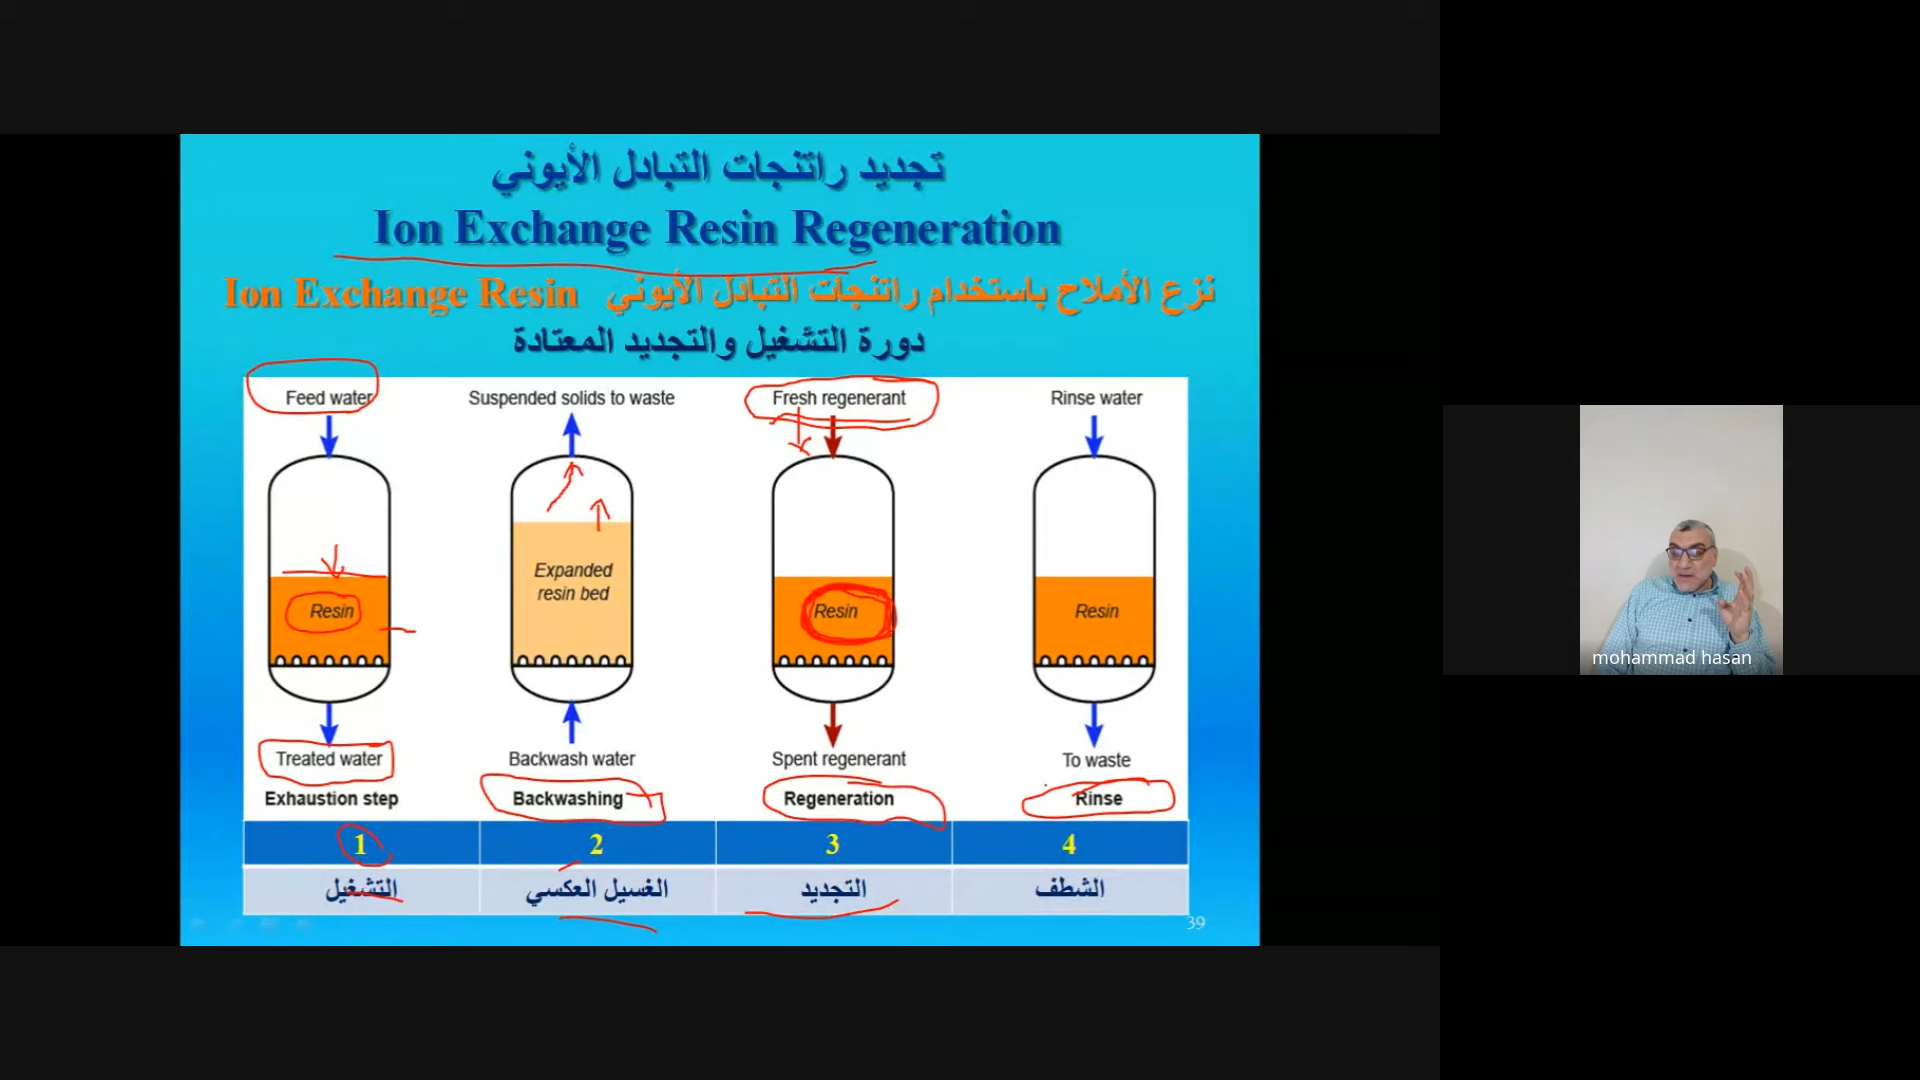 تجديد راتنجات التبادل الأيوني
Ion Exchange Resin Regeneration
نزع الأملاح باستخدام راتنجات التبادل الأيوني Ion Exchange Resin
دورة التشغيل والتجديد المعتادة
Feed water
Suspended solids to waste
Fresh regenerant
Rinse water
Resin
Expanded
resin bed
Resin
Resin
Treated water
Backwash water
Spent regenerant
To waste
Exhaustion step
Backwashing
Regeneration
Rinse
1 2 3 4
التشغيل
الغسيل العكسي
التجديد
الشطف
39
mohammad hasan